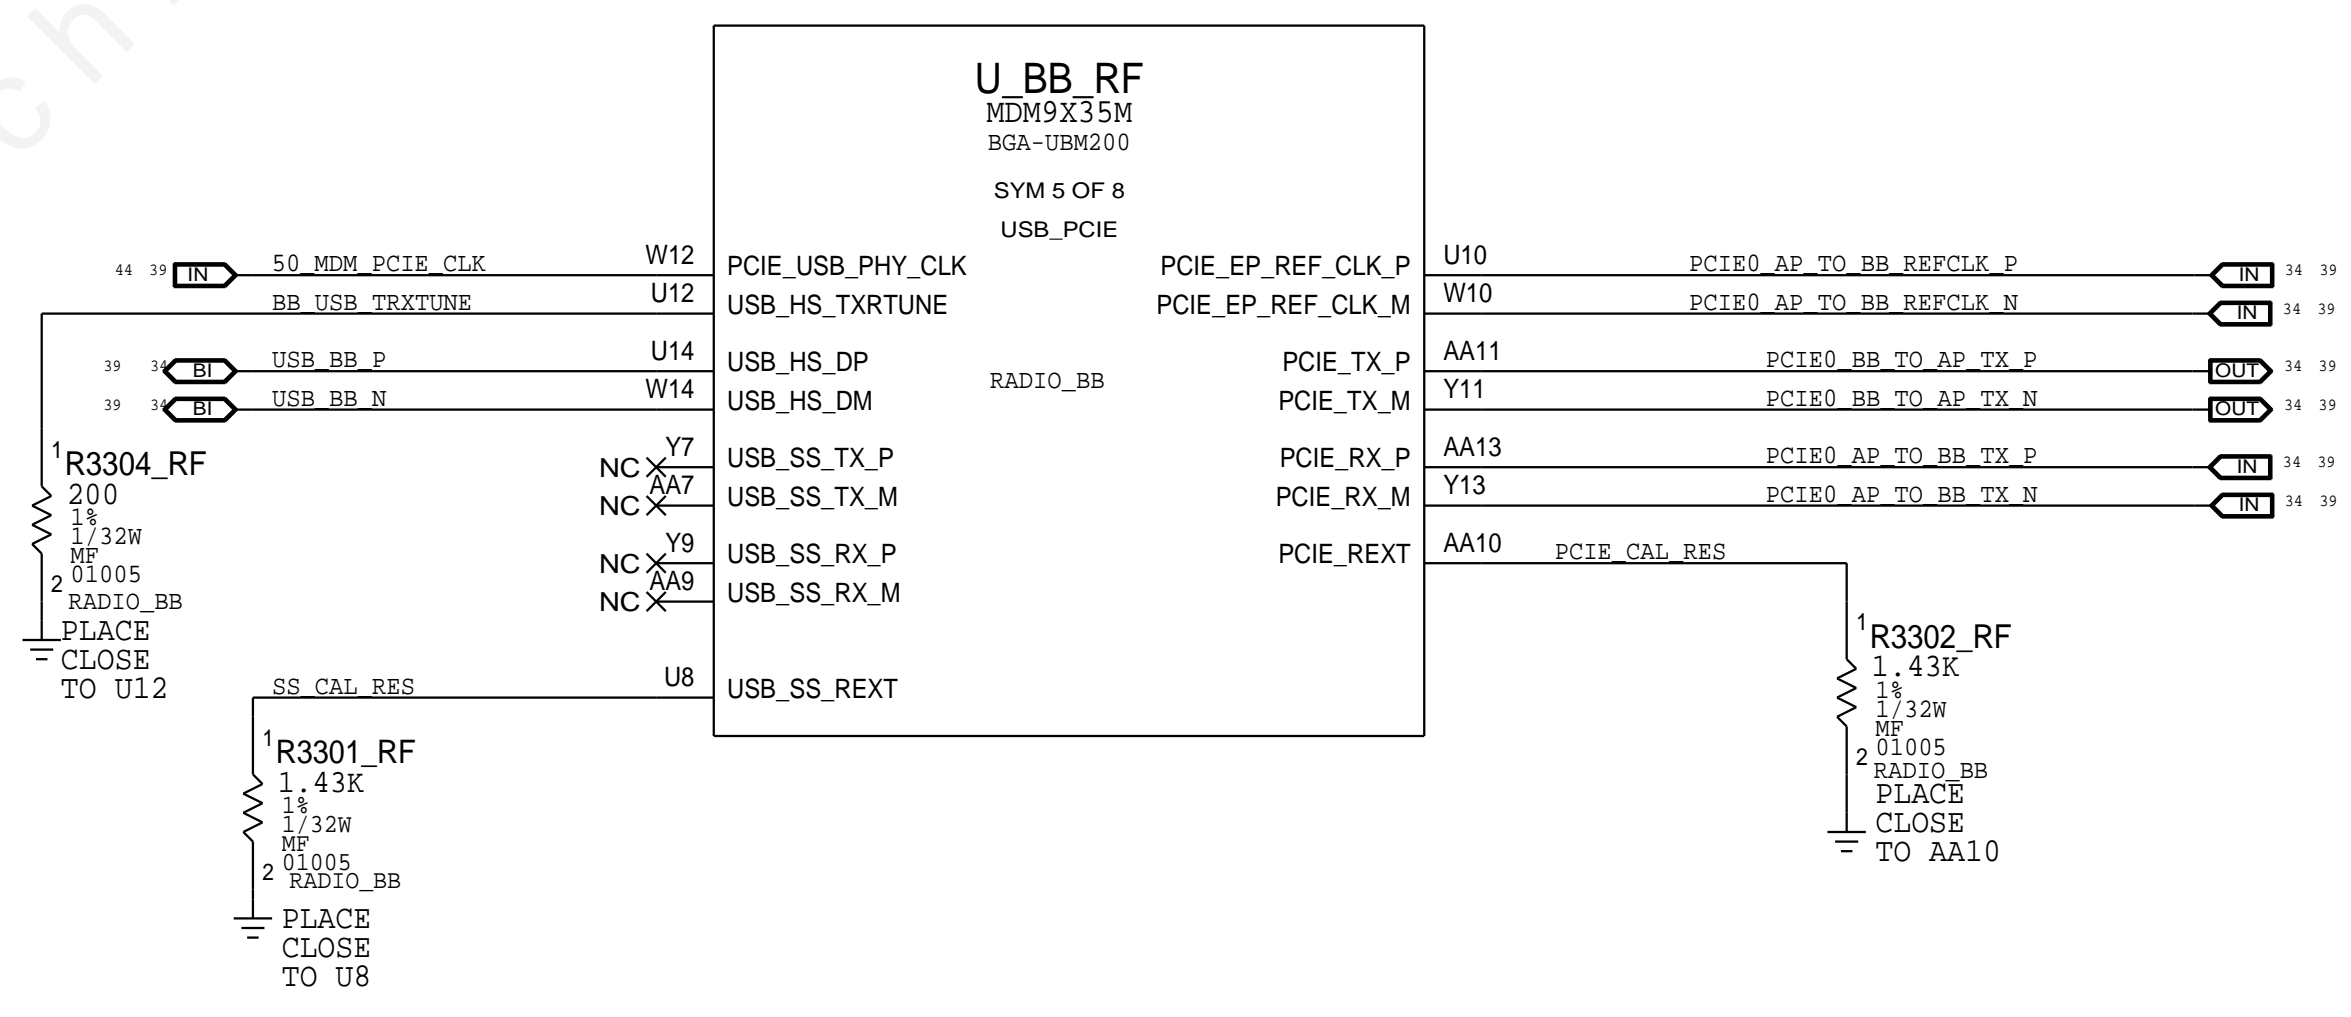 ch
U_BB_RF
MDM9X35M
BGA-UBM200
SYM 5 OF 8
USB_PCIE
RADIO_BB
44 39 IN 50_MDM_PCIE_CLK W12 PCIE_USB_PHY_CLK
BB_USB_TRXTUNE U12 USB_HS_TXRTUNE
39 34 BI USB_BB_P U14 USB_HS_DP
39 34 BI USB_BB_N W14 USB_HS_DM
NC Y7 USB_SS_TX_P
NC AA7 USB_SS_TX_M
NC Y9 USB_SS_RX_P
NC AA9 USB_SS_RX_M
SS_CAL_RES U8 USB_SS_REXT
PCIE_EP_REF_CLK_P U10 PCIE0_AP_TO_BB_REFCLK_P IN 34 39
PCIE_EP_REF_CLK_M W10 PCIE0_AP_TO_BB_REFCLK_N IN 34 39
PCIE_TX_P AA11 PCIE0_BB_TO_AP_TX_P OUT 34 39
PCIE_TX_M Y11 PCIE0_BB_TO_AP_TX_N OUT 34 39
PCIE_RX_P AA13 PCIE0_AP_TO_BB_TX_P IN 34 39
PCIE_RX_M Y13 PCIE0_AP_TO_BB_TX_N IN 34 39
PCIE_REXT AA10 PCIE_CAL_RES
1
R3304_RF
200
1%
1/32W
MF
01005
2
RADIO_BB
PLACE
CLOSE
TO U12
1
R3301_RF
1.43K
1%
1/32W
MF
01005
2
RADIO_BB
PLACE
CLOSE
TO U8
1
R3302_RF
1.43K
1%
1/32W
MF
01005
2
RADIO_BB
PLACE
CLOSE
TO AA10